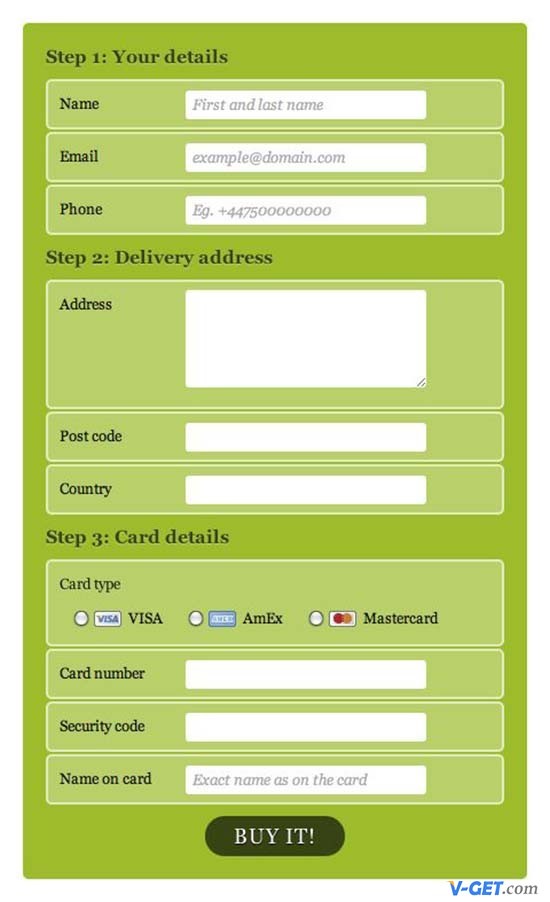 Step 1: Your details
Name First and last name
Email example@domain.com
Phone Eg. +447500000000
Step 2: Delivery address
Address
Post code
Country
Step 3: Card details
Card type
VISA VISA AMEX AmEx Mastercard
Card number
Security code
Name on card Exact name as on the card
BUY IT!
V-GET.com